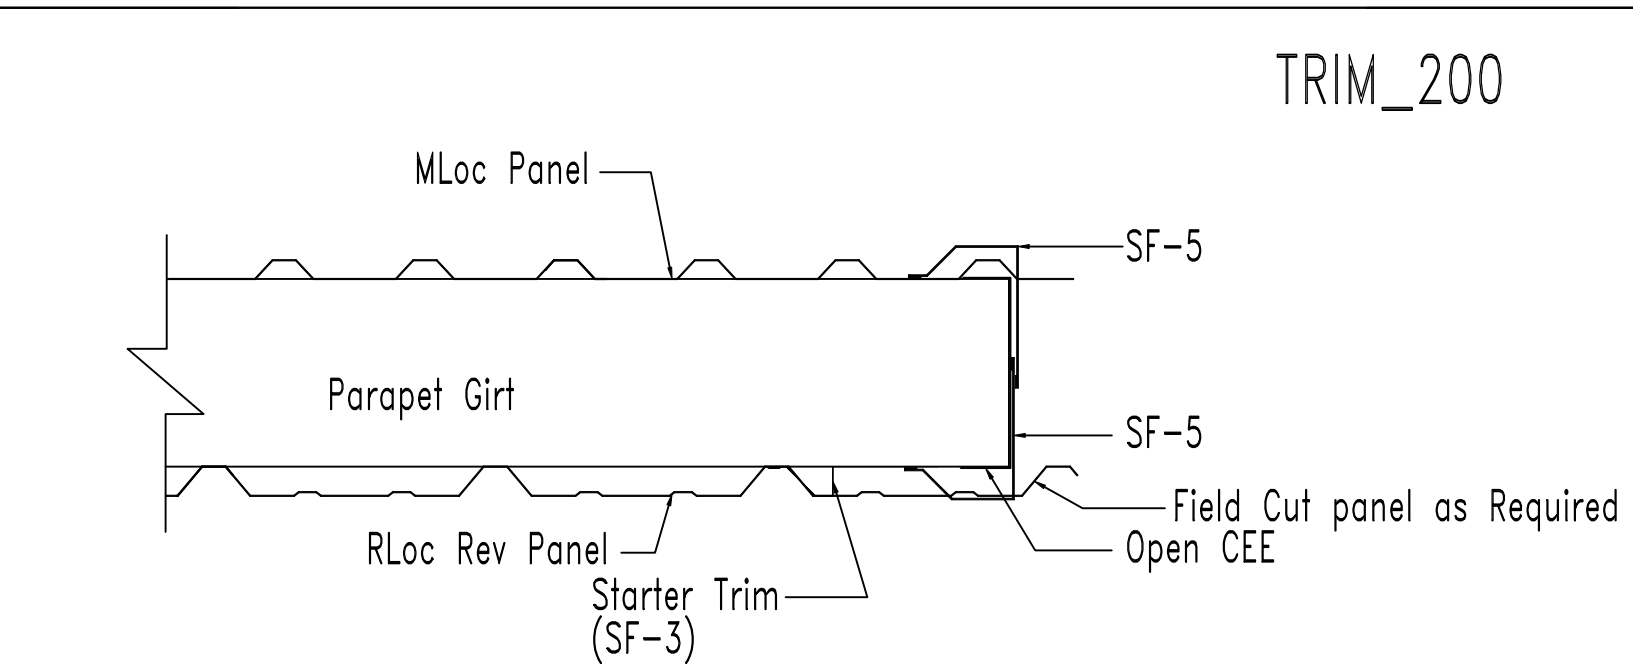 TRIM_200
MLoc Panel
SF-5
Parapet Girt
SF-5
Field Cut panel as Required
RLoc Rev Panel
Open CEE
Starter Trim
(SF-3)